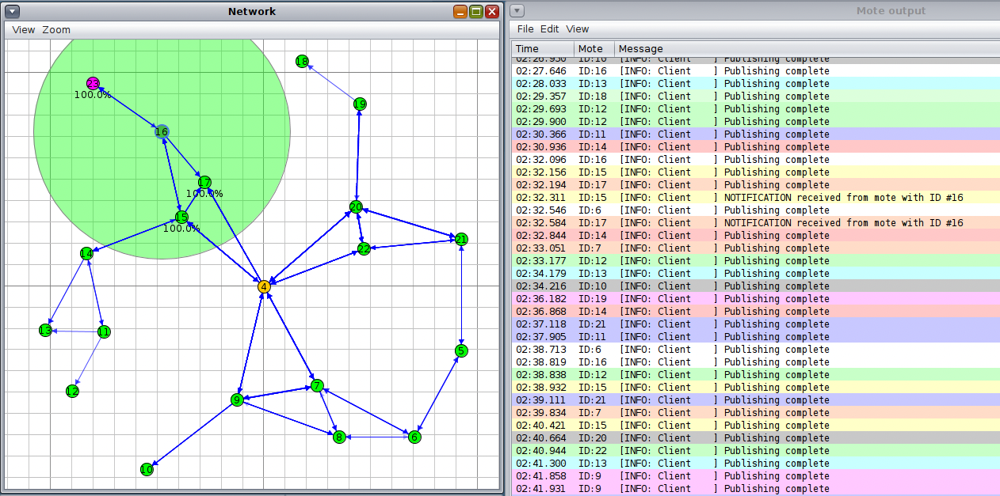 Network
View Zoom
18
23
100.0%
19
16
17
100.0%
20
15
100.0%
21
22
14
4
13
11
5
12
7
9
8
6
10
Mote output
File Edit View
Time Mote Message
02:26.950 ID:10 [INFO: Client ] Publishing complete
02:27.646 ID:16 [INFO: Client ] Publishing complete
02:28.033 ID:13 [INFO: Client ] Publishing complete
02:29.357 ID:18 [INFO: Client ] Publishing complete
02:29.693 ID:12 [INFO: Client ] Publishing complete
02:29.900 ID:12 [INFO: Client ] Publishing complete
02:30.366 ID:11 [INFO: Client ] Publishing complete
02:30.936 ID:14 [INFO: Client ] Publishing complete
02:32.096 ID:16 [INFO: Client ] Publishing complete
02:32.156 ID:15 [INFO: Client ] Publishing complete
02:32.194 ID:17 [INFO: Client ] Publishing complete
02:32.311 ID:15 [INFO: Client ] NOTIFICATION received from mote with ID #16
02:32.546 ID:6 [INFO: Client ] Publishing complete
02:32.584 ID:17 [INFO: Client ] NOTIFICATION received from mote with ID #16
02:32.844 ID:14 [INFO: Client ] Publishing complete
02:33.051 ID:7 [INFO: Client ] Publishing complete
02:33.177 ID:12 [INFO: Client ] Publishing complete
02:34.179 ID:13 [INFO: Client ] Publishing complete
02:34.216 ID:10 [INFO: Client ] Publishing complete
02:36.182 ID:19 [INFO: Client ] Publishing complete
02:36.868 ID:14 [INFO: Client ] Publishing complete
02:37.118 ID:21 [INFO: Client ] Publishing complete
02:37.905 ID:11 [INFO: Client ] Publishing complete
02:38.713 ID:6 [INFO: Client ] Publishing complete
02:38.819 ID:16 [INFO: Client ] Publishing complete
02:38.838 ID:12 [INFO: Client ] Publishing complete
02:38.932 ID:15 [INFO: Client ] Publishing complete
02:39.111 ID:21 [INFO: Client ] Publishing complete
02:39.834 ID:7 [INFO: Client ] Publishing complete
02:40.421 ID:15 [INFO: Client ] Publishing complete
02:40.664 ID:20 [INFO: Client ] Publishing complete
02:40.944 ID:22 [INFO: Client ] Publishing complete
02:41.300 ID:13 [INFO: Client ] Publishing complete
02:41.858 ID:9 [INFO: Client ] Publishing complete
02:41.931 ID:9 [INFO: Client ] Publishing complete